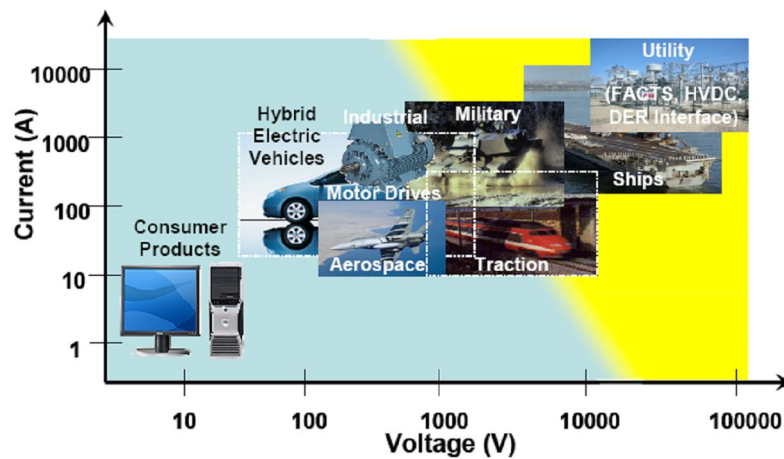 Utility
(FACTS, HVDC,
DER Interface)
Hybrid
Electric
Vehicles
Industrial
Military
Motor Drives
Ships
Consumer
Products
Aerospace
Traction
Current (A)
10000
1000
100
10
1
10
100
1000
10000
100000
Voltage (V)